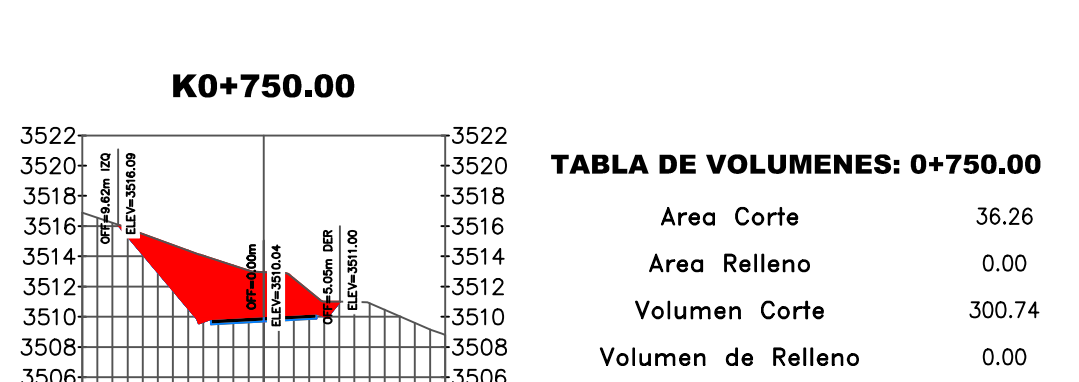 K0+750.00
3522
3522
3520
3520
3518
3518
3516
3516
3514
3514
3512
3512
3510
3510
3508
3508
3506
3506
OFF=9.62m IZQ
ELEV=3516.09
OFF=0.00m
ELEV=3510.04
OFF=5.05m DER
ELEV=3511.00
TABLA DE VOLUMENES: 0+750.00
Area Corte 36.26
Area Relleno 0.00
Volumen Corte 300.74
Volumen de Relleno 0.00